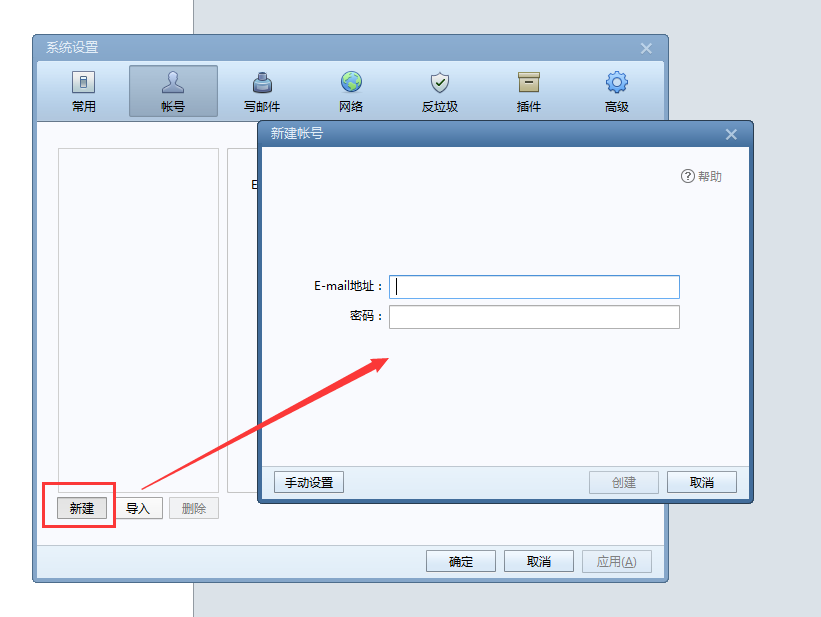 系统设置
常用
帐号
写邮件
网络
反垃圾
插件
高级
新建帐号
帮助
E
E-mail地址：
密码：
手动设置
创建
取消
新建
导入
删除
确定
取消
应用(A)